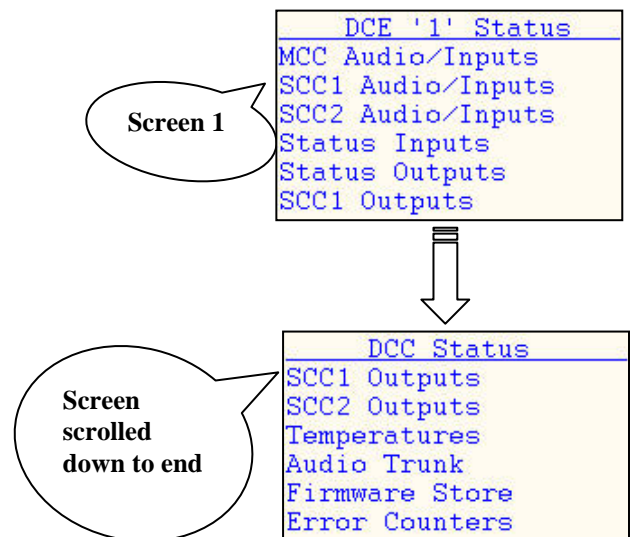 DCE '1' Status
MCC Audio/Inputs
SCC1 Audio/Inputs
SCC2 Audio/Inputs
Status Inputs
Status Outputs
SCC1 Outputs
Screen 1
DCC Status
SCC1 Outputs
SCC2 Outputs
Temperatures
Audio Trunk
Firmware Store
Error Counters
Screen
scrolled
down to end